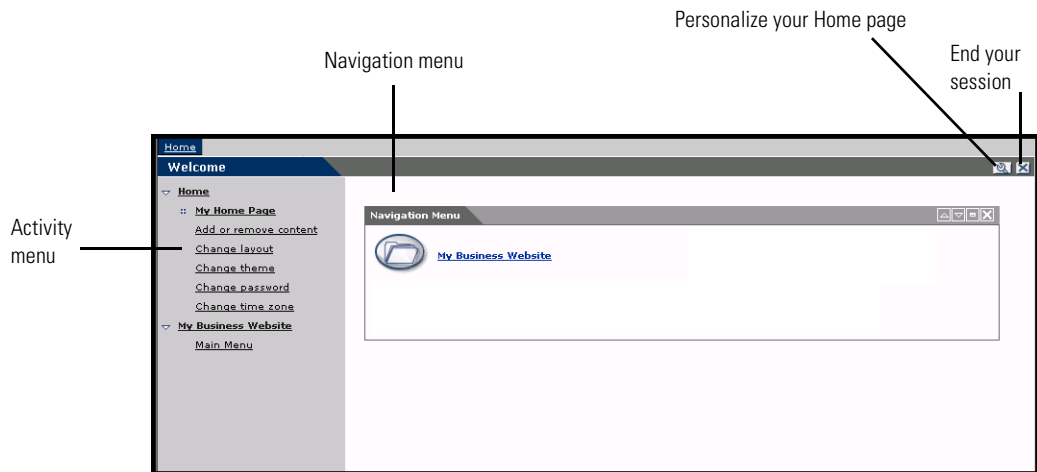 Personalize your Home page
Navigation menu
End your
session
Home
Welcome
Home
My Home Page
Add or remove content
Change layout
Change theme
Change password
Change time zone
My Business Website
Main Menu
Activity
menu
Navigation Menu
My Business Website